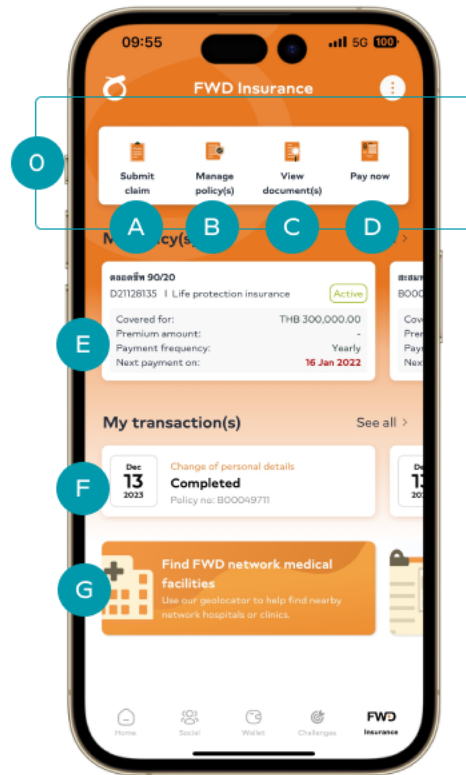 09:55
5G 100
FWD Insurance
0
Submit
claim
Manage
policy(s)
View
document(s)
Pay now
A
B
C
D
ตลอดชีพ 90/20
D21128135 | Life protection insurance
Active
Covered for: THB 300,000.00
Premium amount: -
Payment frequency: Yearly
Next payment on: 16 Jan 2022
E
My transaction(s)
See all >
Dec
13
2023
Change of personal details
Completed
Policy no: B00049711
F
Find FWD network medical
facilities
Use our geolocator to help find nearby
network hospitals or clinics.
G
Home
Social
Wallet
Challenges
FWD
Insurance